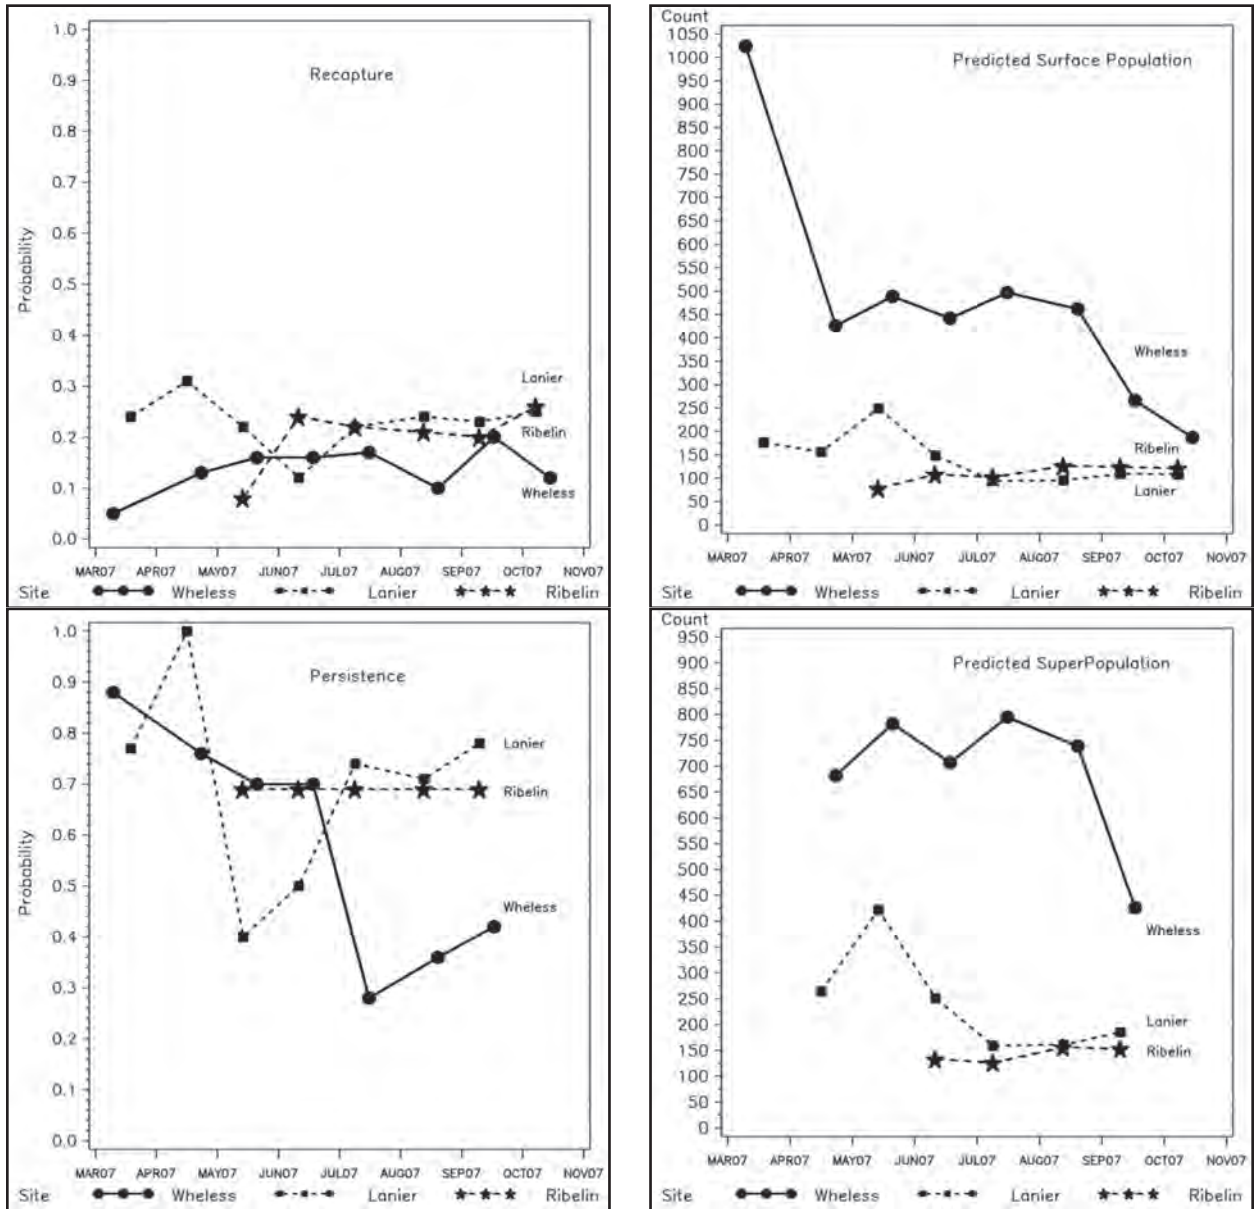 Recapture
Probability
1.0
0.9
0.8
0.7
0.6
0.5
0.4
0.3
0.2
0.1
0.0
Lanier
Ribelin
Wheless
MAR07 APR07 MAY07 JUN07 JUL07 AUG07 SEP07 OCT07 NOV07
Site Wheless Lanier Ribelin
Count
Predicted Surface Population
1050
1000
950
900
850
800
750
700
650
600
550
500
450
400
350
300
250
200
150
100
50
0
Wheless
Ribelin
Lanier
MAR07 APR07 MAY07 JUN07 JUL07 AUG07 SEP07 OCT07 NOV07
Site Wheless Lanier Ribelin
Persistence
Probability
1.0
0.9
0.8
0.7
0.6
0.5
0.4
0.3
0.2
0.1
0.0
Lanier
Ribelin
Wheless
MAR07 APR07 MAY07 JUN07 JUL07 AUG07 SEP07 OCT07 NOV07
Site Wheless Lanier Ribelin
Count
Predicted SuperPopulation
950
900
850
800
750
700
650
600
550
500
450
400
350
300
250
200
150
100
50
0
Wheless
Lanier
Ribelin
MAR07 APR07 MAY07 JUN07 JUL07 AUG07 SEP07 OCT07 NOV07
Site Wheless Lanier Ribelin